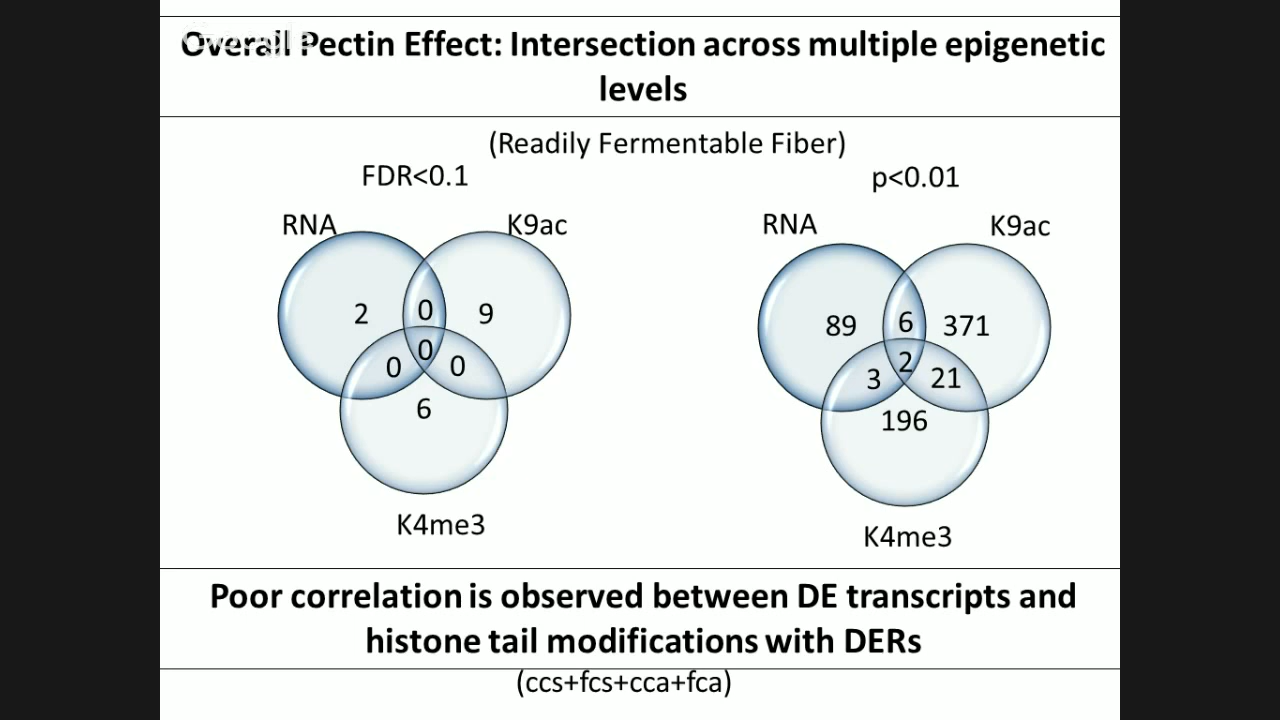 Google
Overall Pectin Effect: Intersection across multiple epigenetic
levels
(Readily Fermentable Fiber)
FDR<0.1
p<0.01
RNA
K9ac
2
0
9
0
0
0
6
K4me3
RNA
K9ac
89
6
371
2
3
21
196
K4me3
Poor correlation is observed between DE transcripts and
histone tail modifications with DERs
(ccs+fcs+cca+fca)